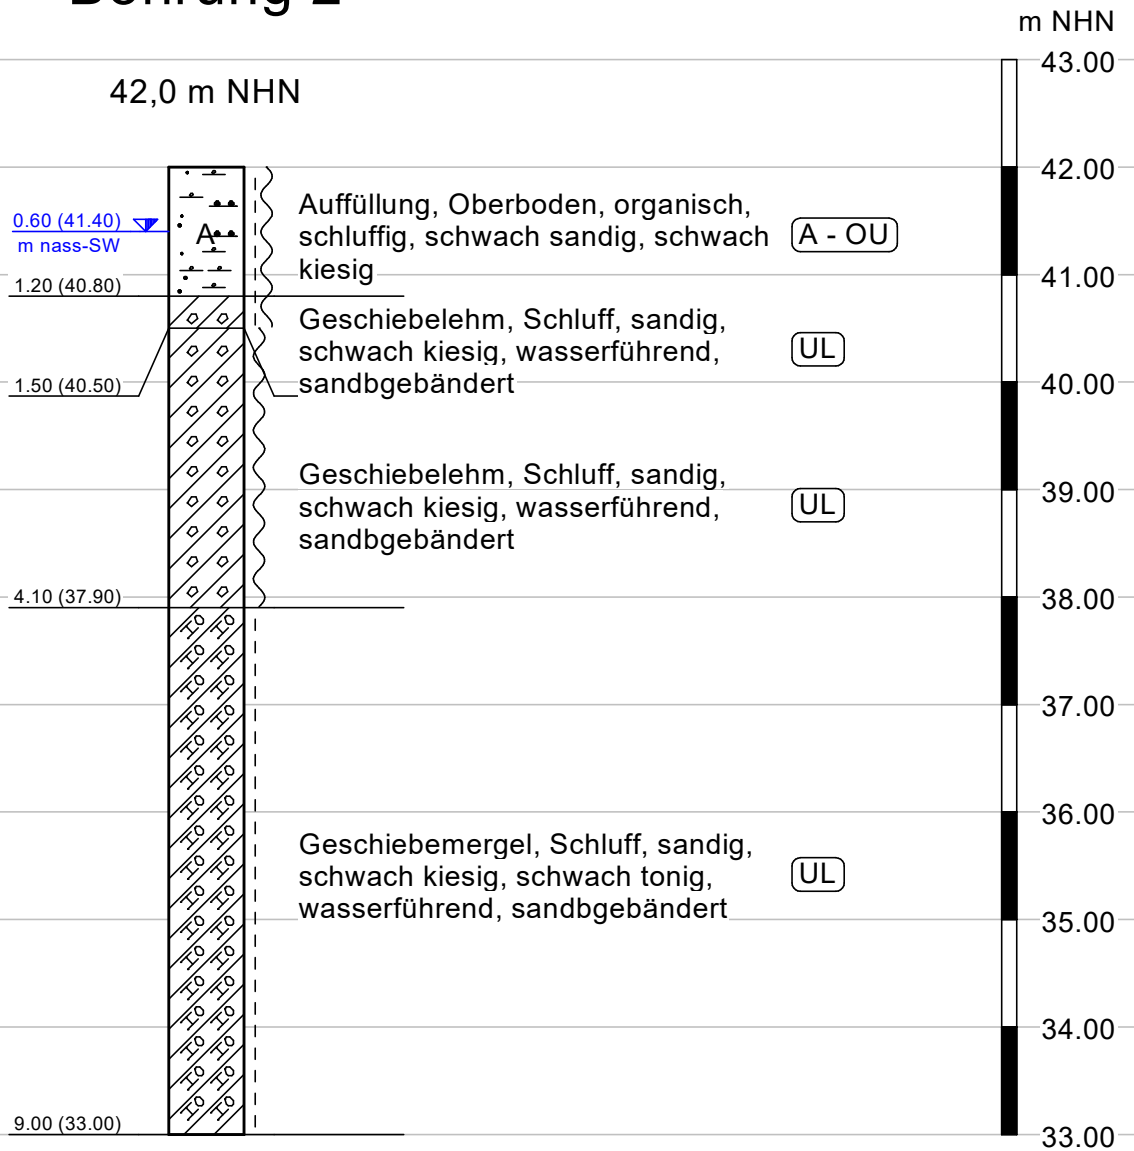 Bohrung 2
m NHN
43.00
42,0 m NHN
42.00
0.60 (41.40)
m nass-SW
A
Auffüllung, Oberboden, organisch,
schluffig, schwach sandig, schwach
kiesig
A - OU
41.00
1.20 (40.80)
Geschiebelehm, Schluff, sandig,
schwach kiesig, wasserführend,
sandbgebändert
UL
1.50 (40.50)
40.00
Geschiebelehm, Schluff, sandig,
schwach kiesig, wasserführend,
sandbgebändert
UL
39.00
4.10 (37.90)
38.00
37.00
36.00
Geschiebemergel, Schluff, sandig,
schwach kiesig, schwach tonig,
wasserführend, sandbgebändert
UL
35.00
34.00
9.00 (33.00)
33.00